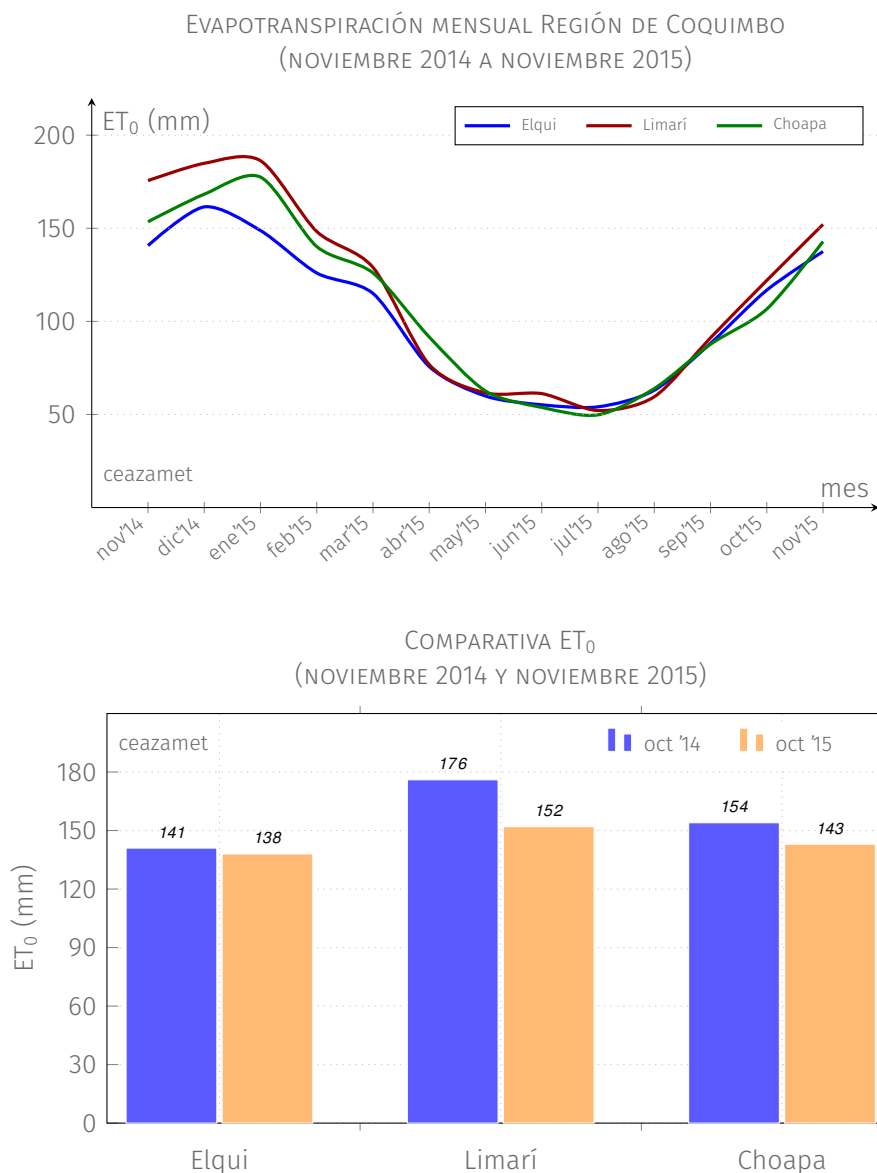 Evapotranspiración mensual Región de Coquimbo
(noviembre 2014 a noviembre 2015)
ET₀ (mm)
Elqui Limarí Choapa
200
150
100
50
ceazamet
mes
nov'14 dic'14 ene'15 feb'15 mar'15 abr'15 may'15 jun'15 jul'15 ago'15 sep'15 oct'15 nov'15
Comparativa ET₀
(noviembre 2014 y noviembre 2015)
ceazamet
oct '14 oct '15
176
180
141 138 152 154 143
150
120
90
60
30
0
ET₀ (mm)
Elqui Limarí Choapa